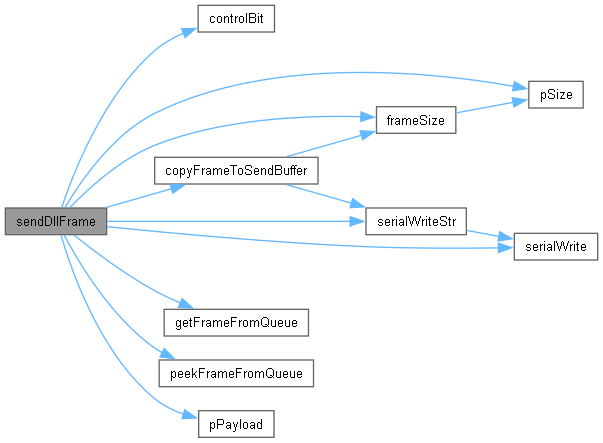 controlBit
pSize
frameSize
copyFrameToSendBuffer
sendDllFrame
serialWriteStr
serialWrite
getFrameFromQueue
peekFrameFromQueue
pPayload